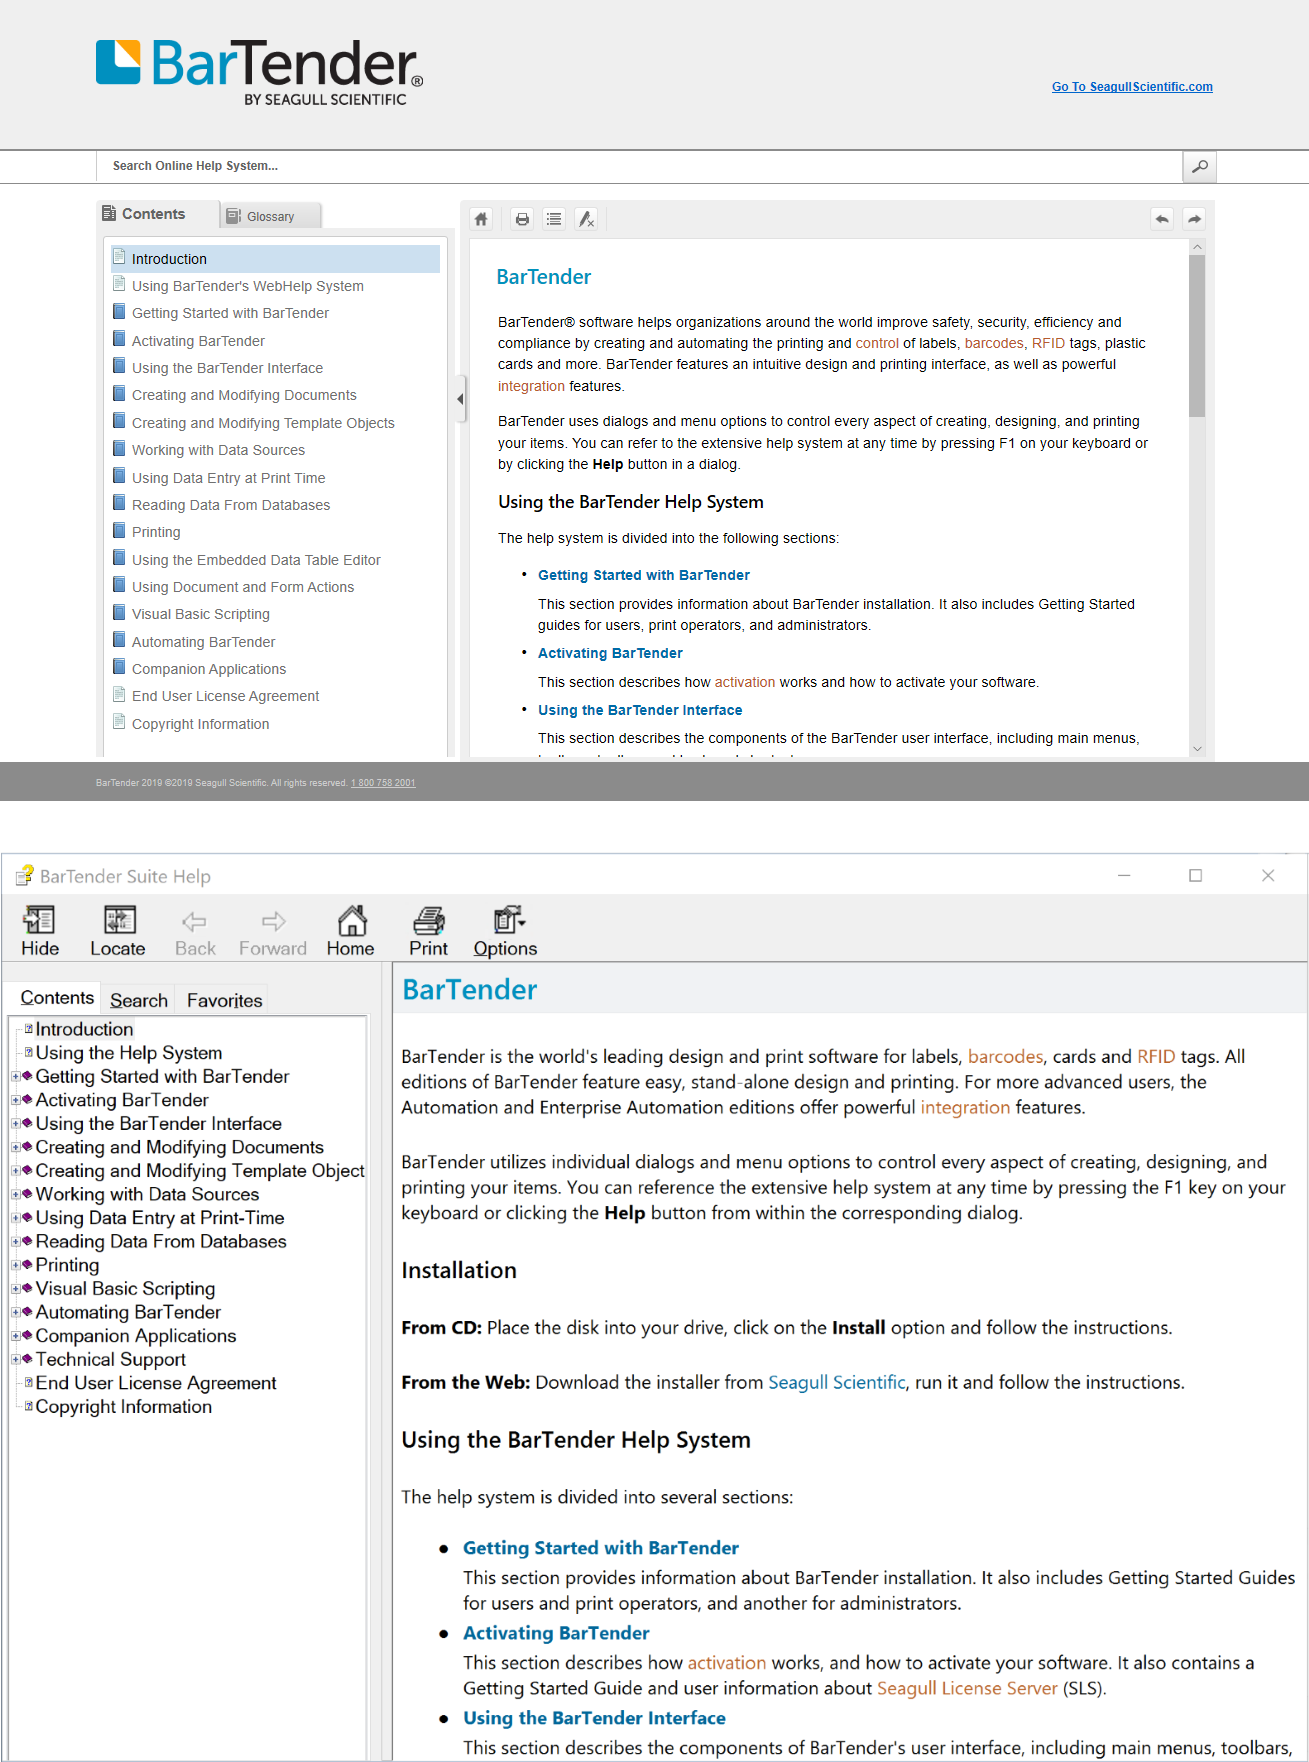 BarTender®
BY SEAGULL SCIENTIFIC
Go To SeagullScientific.com
Search Online Help System...
Contents
Glossary
Introduction
Using BarTender's WebHelp System
Getting Started with BarTender
Activating BarTender
Using the BarTender Interface
Creating and Modifying Documents
Creating and Modifying Template Objects
Working with Data Sources
Using Data Entry at Print Time
Reading Data From Databases
Printing
Using the Embedded Data Table Editor
Using Document and Form Actions
Visual Basic Scripting
Automating BarTender
Companion Applications
End User License Agreement
Copyright Information
BarTender
BarTender® software helps organizations around the world improve safety, security, efficiency and
compliance by creating and automating the printing and control of labels, barcodes, RFID tags, plastic
cards and more. BarTender features an intuitive design and printing interface, as well as powerful
integration features.
BarTender uses dialogs and menu options to control every aspect of creating, designing, and printing
your items. You can refer to the extensive help system at any time by pressing F1 on your keyboard or
by clicking the Help button in a dialog.
Using the BarTender Help System
The help system is divided into the following sections:
• Getting Started with BarTender
This section provides information about BarTender installation. It also includes Getting Started
guides for users, print operators, and administrators.
• Activating BarTender
This section describes how activation works and how to activate your software.
• Using the BarTender Interface
This section describes the components of the BarTender user interface, including main menus,
BarTender 2019 ©2019 Seagull Scientific. All rights reserved. 1 800 758 2001
BarTender Suite Help
Hide Locate Back Forward Home Print Options
Contents Search Favorites
Introduction
Using the Help System
Getting Started with BarTender
Activating BarTender
Using the BarTender Interface
Creating and Modifying Documents
Creating and Modifying Template Object
Working with Data Sources
Using Data Entry at Print-Time
Reading Data From Databases
Printing
Visual Basic Scripting
Automating BarTender
Companion Applications
Technical Support
End User License Agreement
Copyright Information
BarTender
BarTender is the world's leading design and print software for labels, barcodes, cards and RFID tags. All
editions of BarTender feature easy, stand-alone design and printing. For more advanced users, the
Automation and Enterprise Automation editions offer powerful integration features.
BarTender utilizes individual dialogs and menu options to control every aspect of creating, designing, and
printing your items. You can reference the extensive help system at any time by pressing the F1 key on your
keyboard or clicking the Help button from within the corresponding dialog.
Installation
From CD: Place the disk into your drive, click on the Install option and follow the instructions.
From the Web: Download the installer from Seagull Scientific, run it and follow the instructions.
Using the BarTender Help System
The help system is divided into several sections:
• Getting Started with BarTender
This section provides information about BarTender installation. It also includes Getting Started Guides
for users and print operators, and another for administrators.
• Activating BarTender
This section describes how activation works, and how to activate your software. It also contains a
Getting Started Guide and user information about Seagull License Server (SLS).
• Using the BarTender Interface
This section describes the components of BarTender's user interface, including main menus, toolbars,